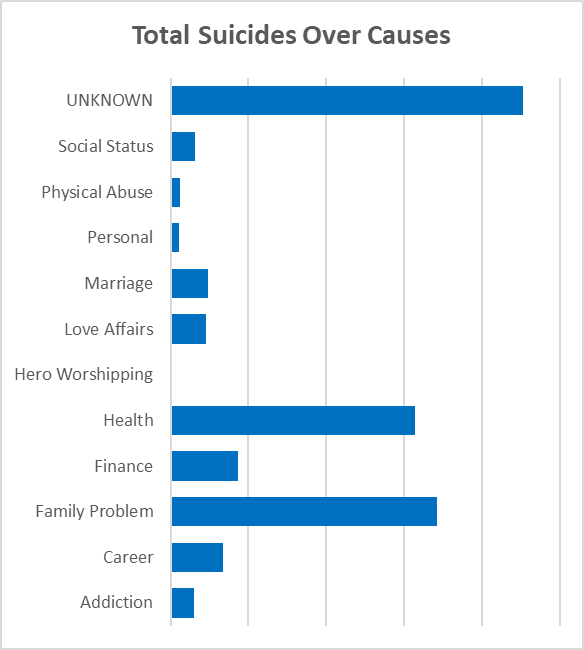 Total Suicides Over Causes
UNKNOWN
Social Status
Physical Abuse
Personal
Marriage
Love Affairs
Hero Worshipping
Health
Finance
Family Problem
Career
Addiction